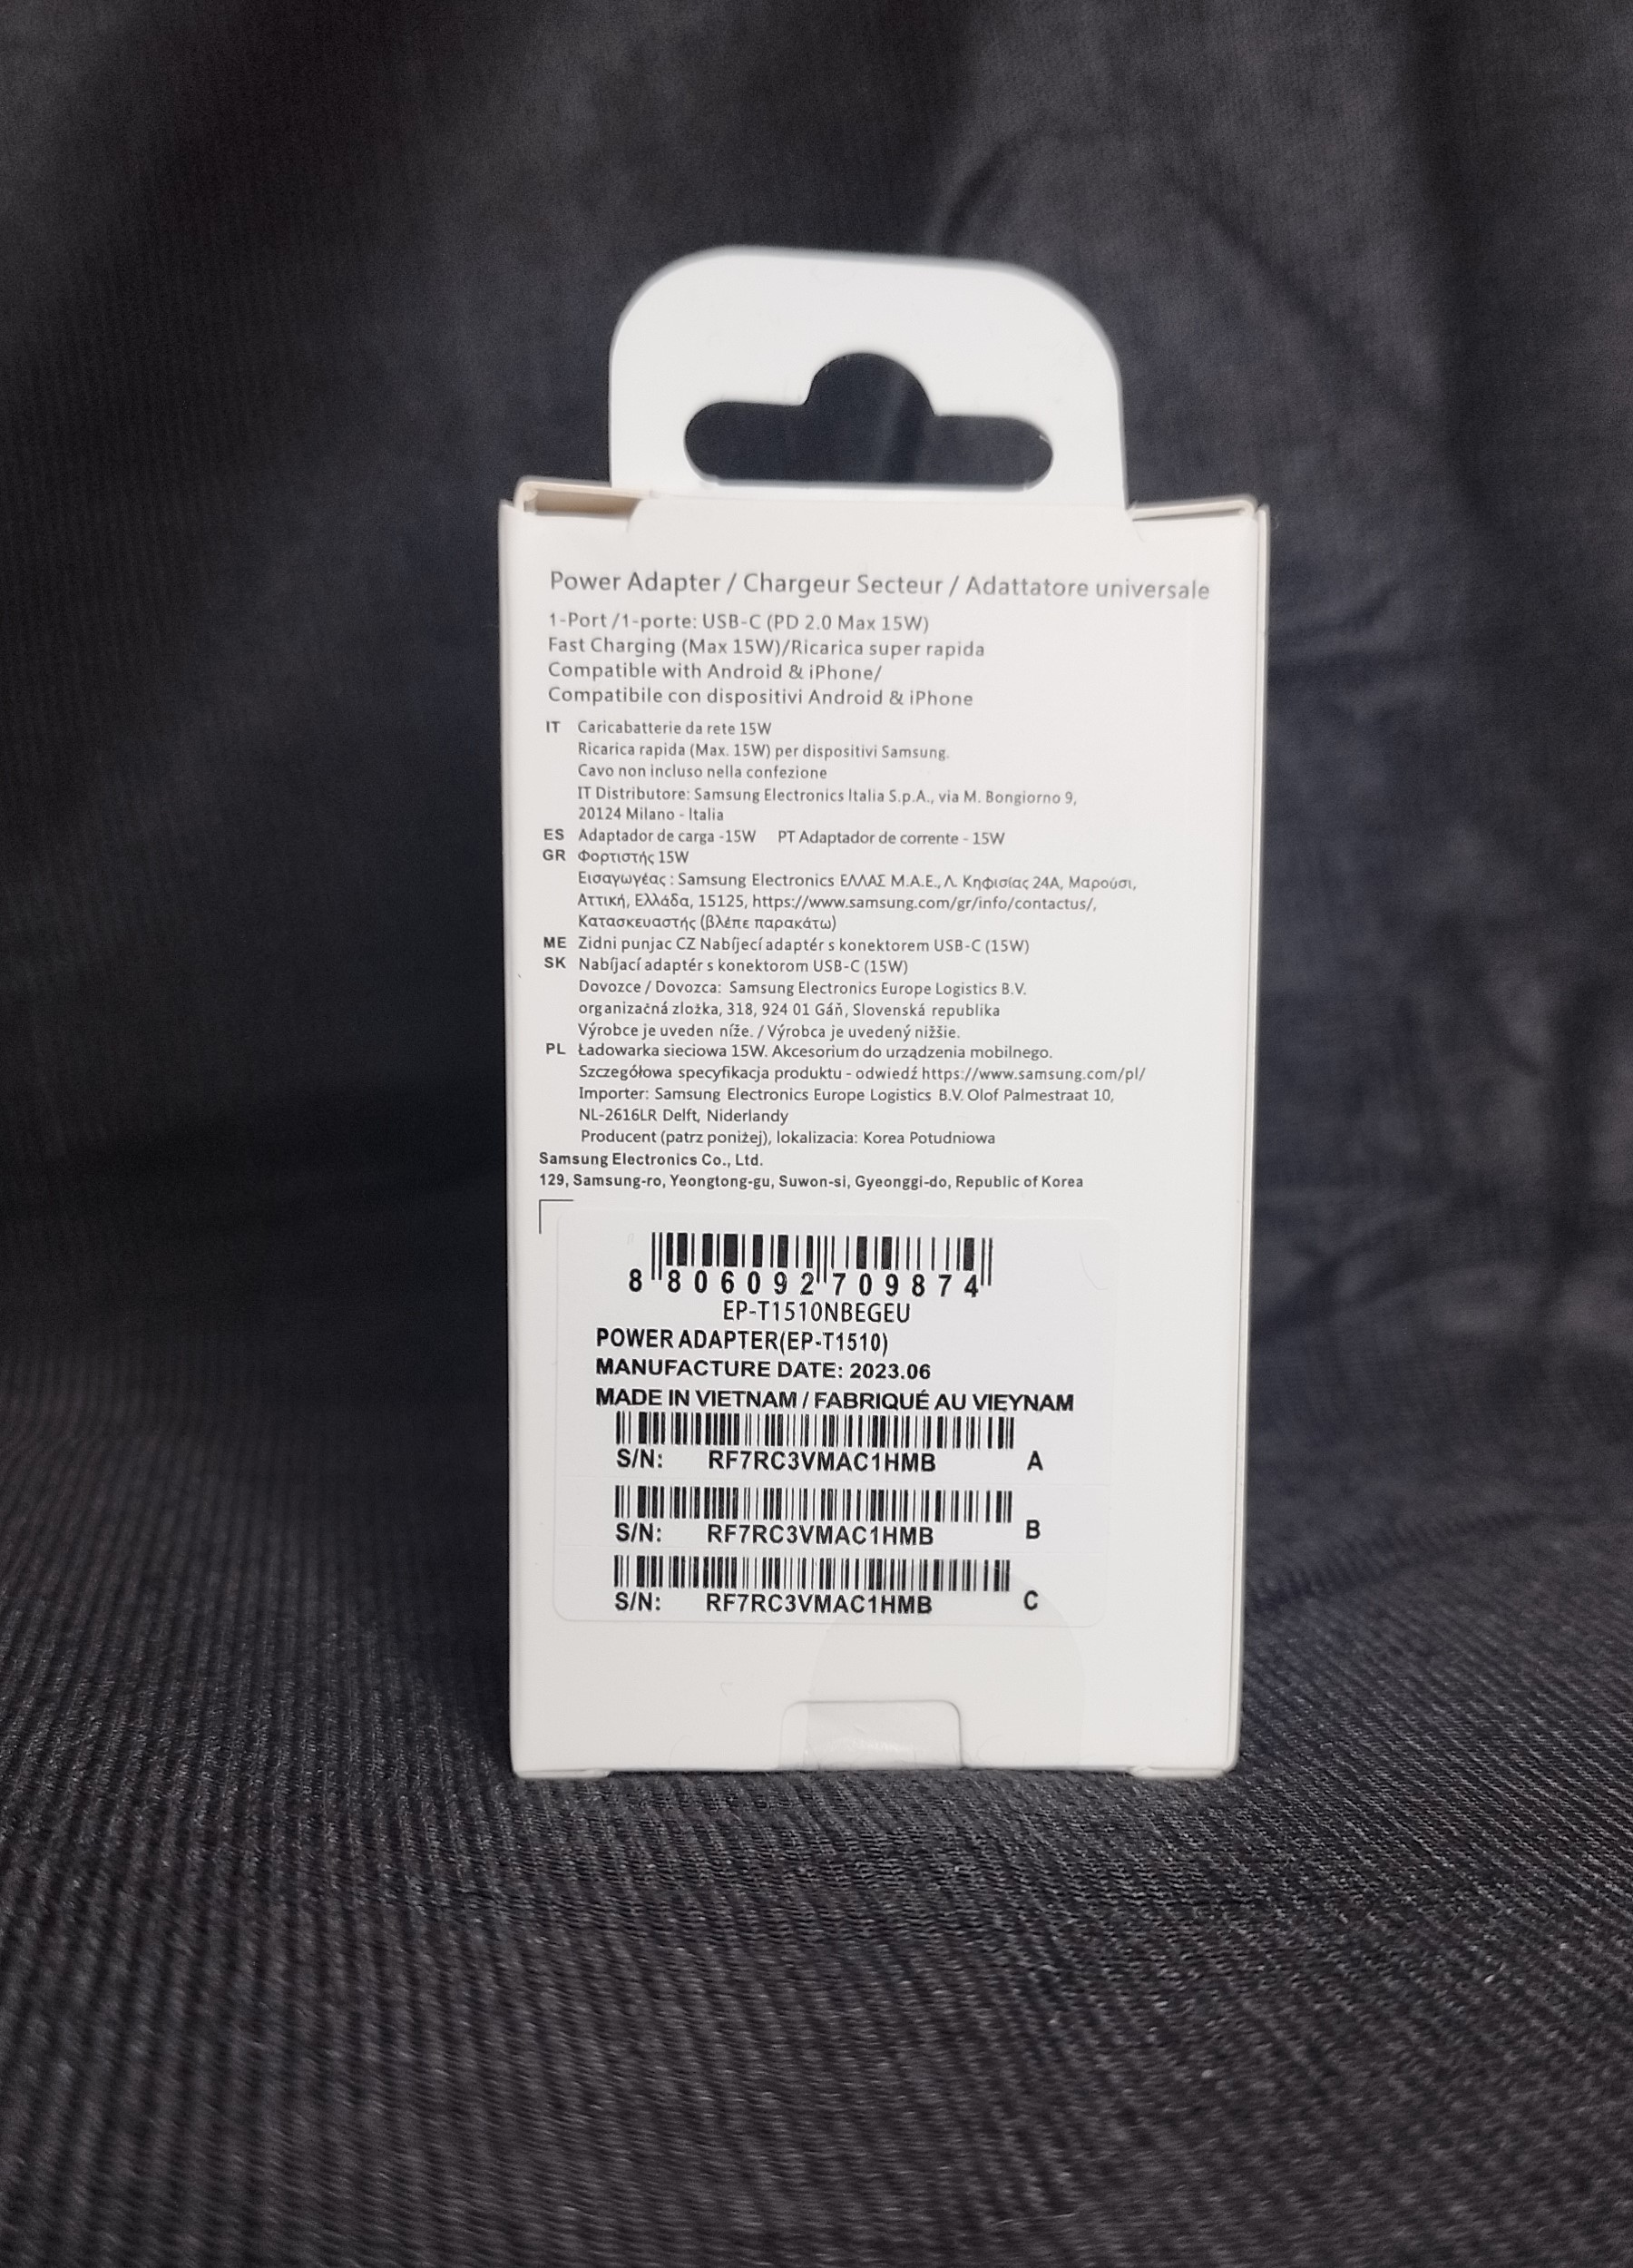 Power Adapter / Chargeur Secteur / Adattatore universale
1-Port /1-porte: USB-C (PD 2.0 Max 15W)
Fast Charging (Max 15W)/Ricarica super rapida
Compatible with Android & iPhone/
Compatibile con dispositivi Android & iPhone
IT Caricabatterie da rete 15W
Ricarica rapida (Max. 15W) per dispositivi Samsung.
Cavo non incluso nella confezione
IT Distributore: Samsung Electronics Italia S.p.A., via M. Bongiorno 9,
20124 Milano - Italia
ES Adaptador de carga -15W PT Adaptador de corrente - 15W
GR Φορτιστής 15W
Εισαγωγέας : Samsung Electronics ΕΛΛΑΣ Μ.Α.Ε., Λ. Κηφισίας 24Α, Μαρούσι,
Αττική, Ελλάδα, 15125, https://www.samsung.com/gr/info/contactus/,
Κατασκευαστής (βλέπε παρακάτω)
ME Zidni punjac CZ Nabíjecí adaptér s konektorem USB-C (15W)
SK Nabíjací adaptér s konektorom USB-C (15W)
Dovozce / Dovozca: Samsung Electronics Europe Logistics B.V.
organizačná zložka, 318, 924 01 Gáň, Slovenská republika
Výrobce je uveden níže. / Výrobca je uvedený nižšie.
PL Ładowarka sieciowa 15W. Akcesorium do urządzenia mobilnego.
Szczegółowa specyfikacja produktu - odwiedź https://www.samsung.com/pl/
Importer: Samsung Electronics Europe Logistics B.V. Olof Palmestraat 10,
NL-2616LR Delft, Niderlandy
Producent (patrz poniżej), lokalizacia: Korea Potudniowa
Samsung Electronics Co., Ltd.
129, Samsung-ro, Yeongtong-gu, Suwon-si, Gyeonggi-do, Republic of Korea
8 806092 709874
EP-T1510NBEGEU
POWER ADAPTER(EP-T1510)
MANUFACTURE DATE: 2023.06
MADE IN VIETNAM / FABRIQUÉ AU VIEYNAM
S/N: RF7RC3VMAC1HMB A
S/N: RF7RC3VMAC1HMB B
S/N: RF7RC3VMAC1HMB C